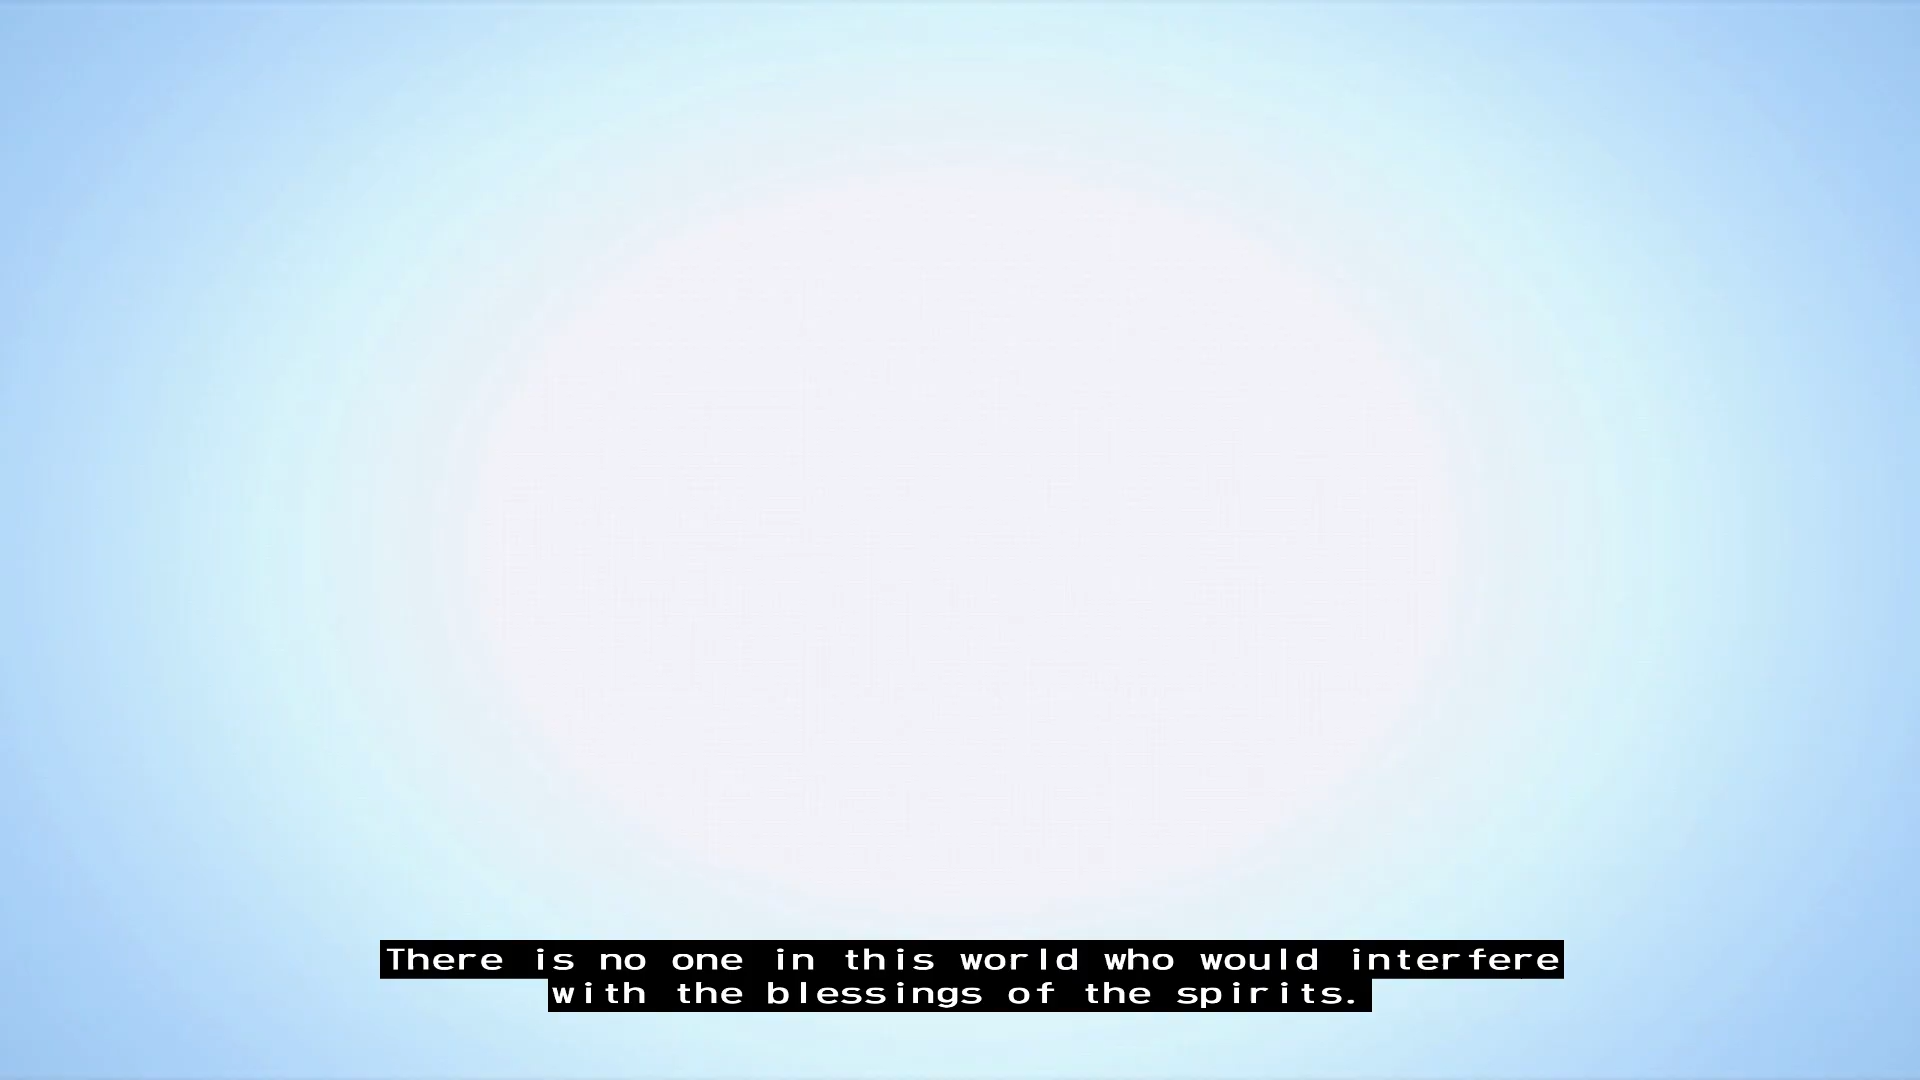 There is no one in this world who would interfere
with the blessings of the spirits.